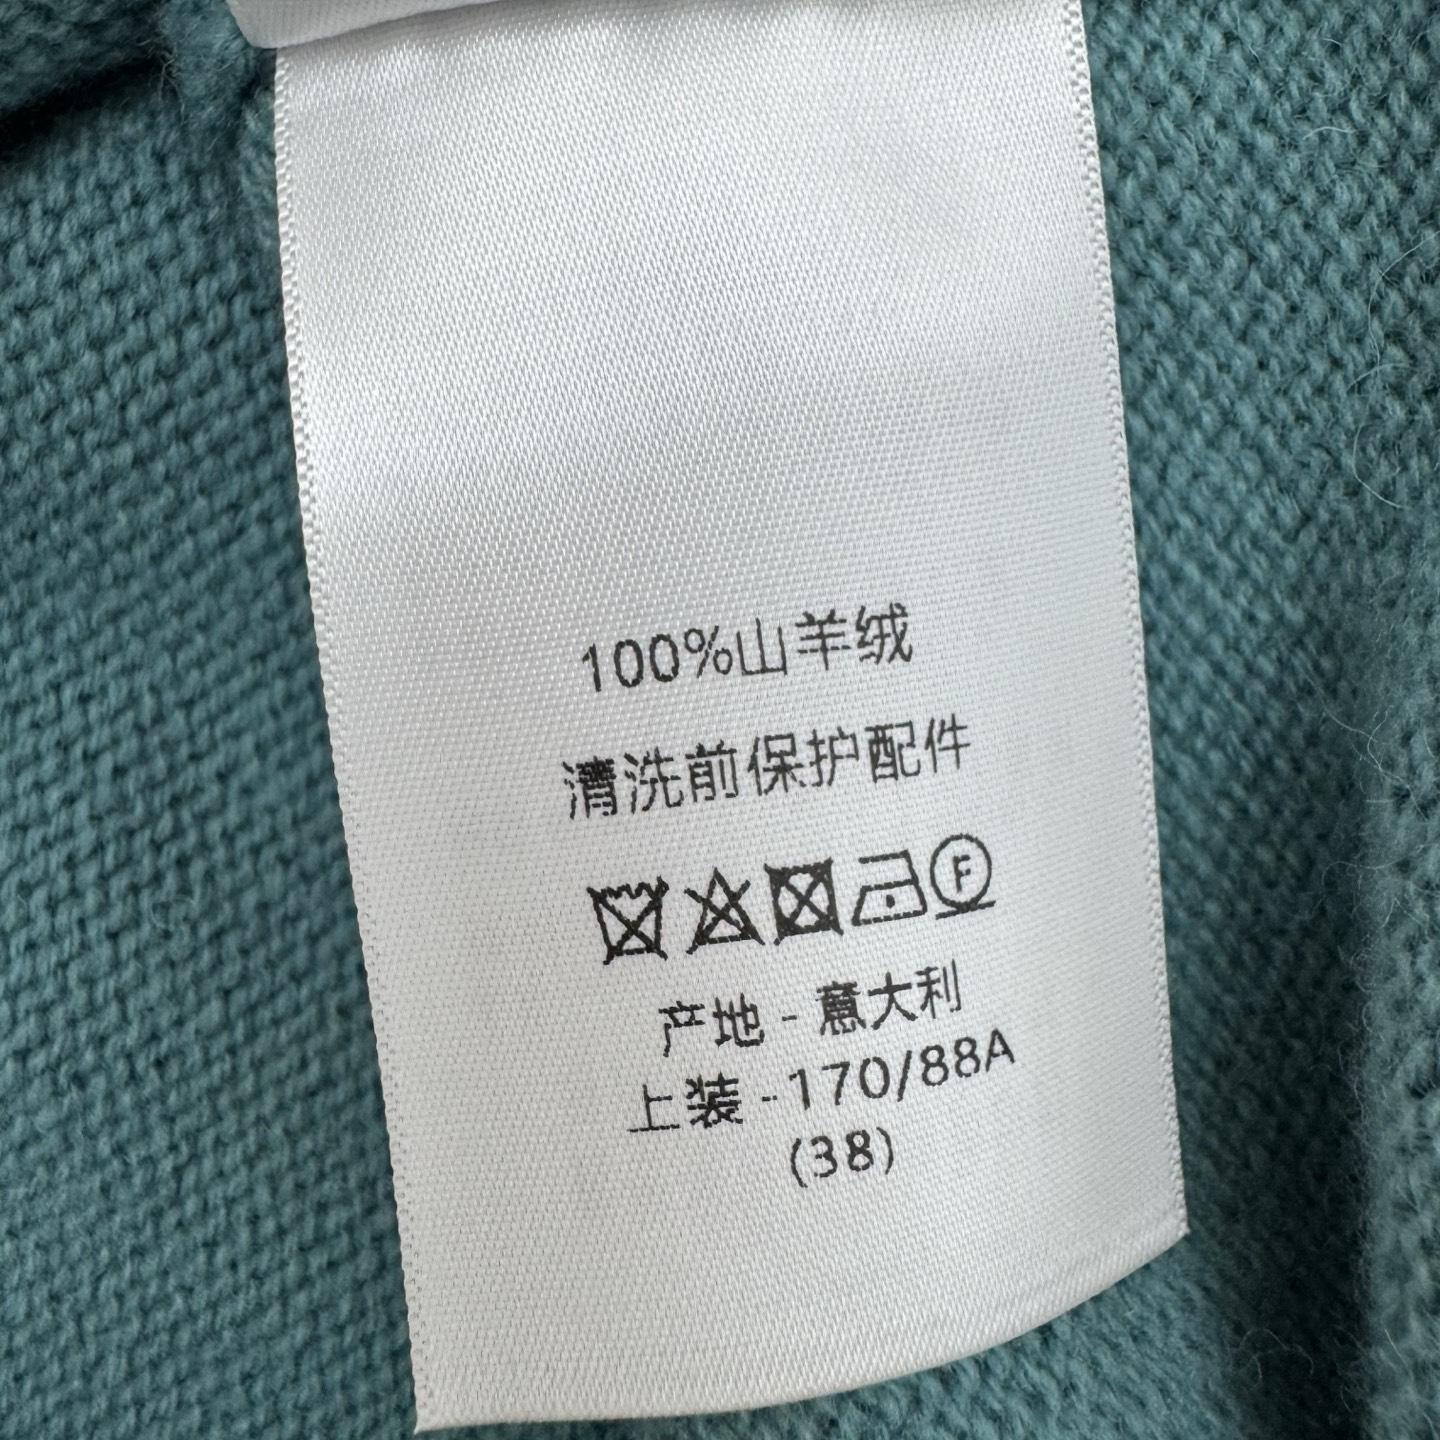 100%山羊绒
清洗前保护配件
F
产地 - 意大利
上装 - 170/88A
(38)